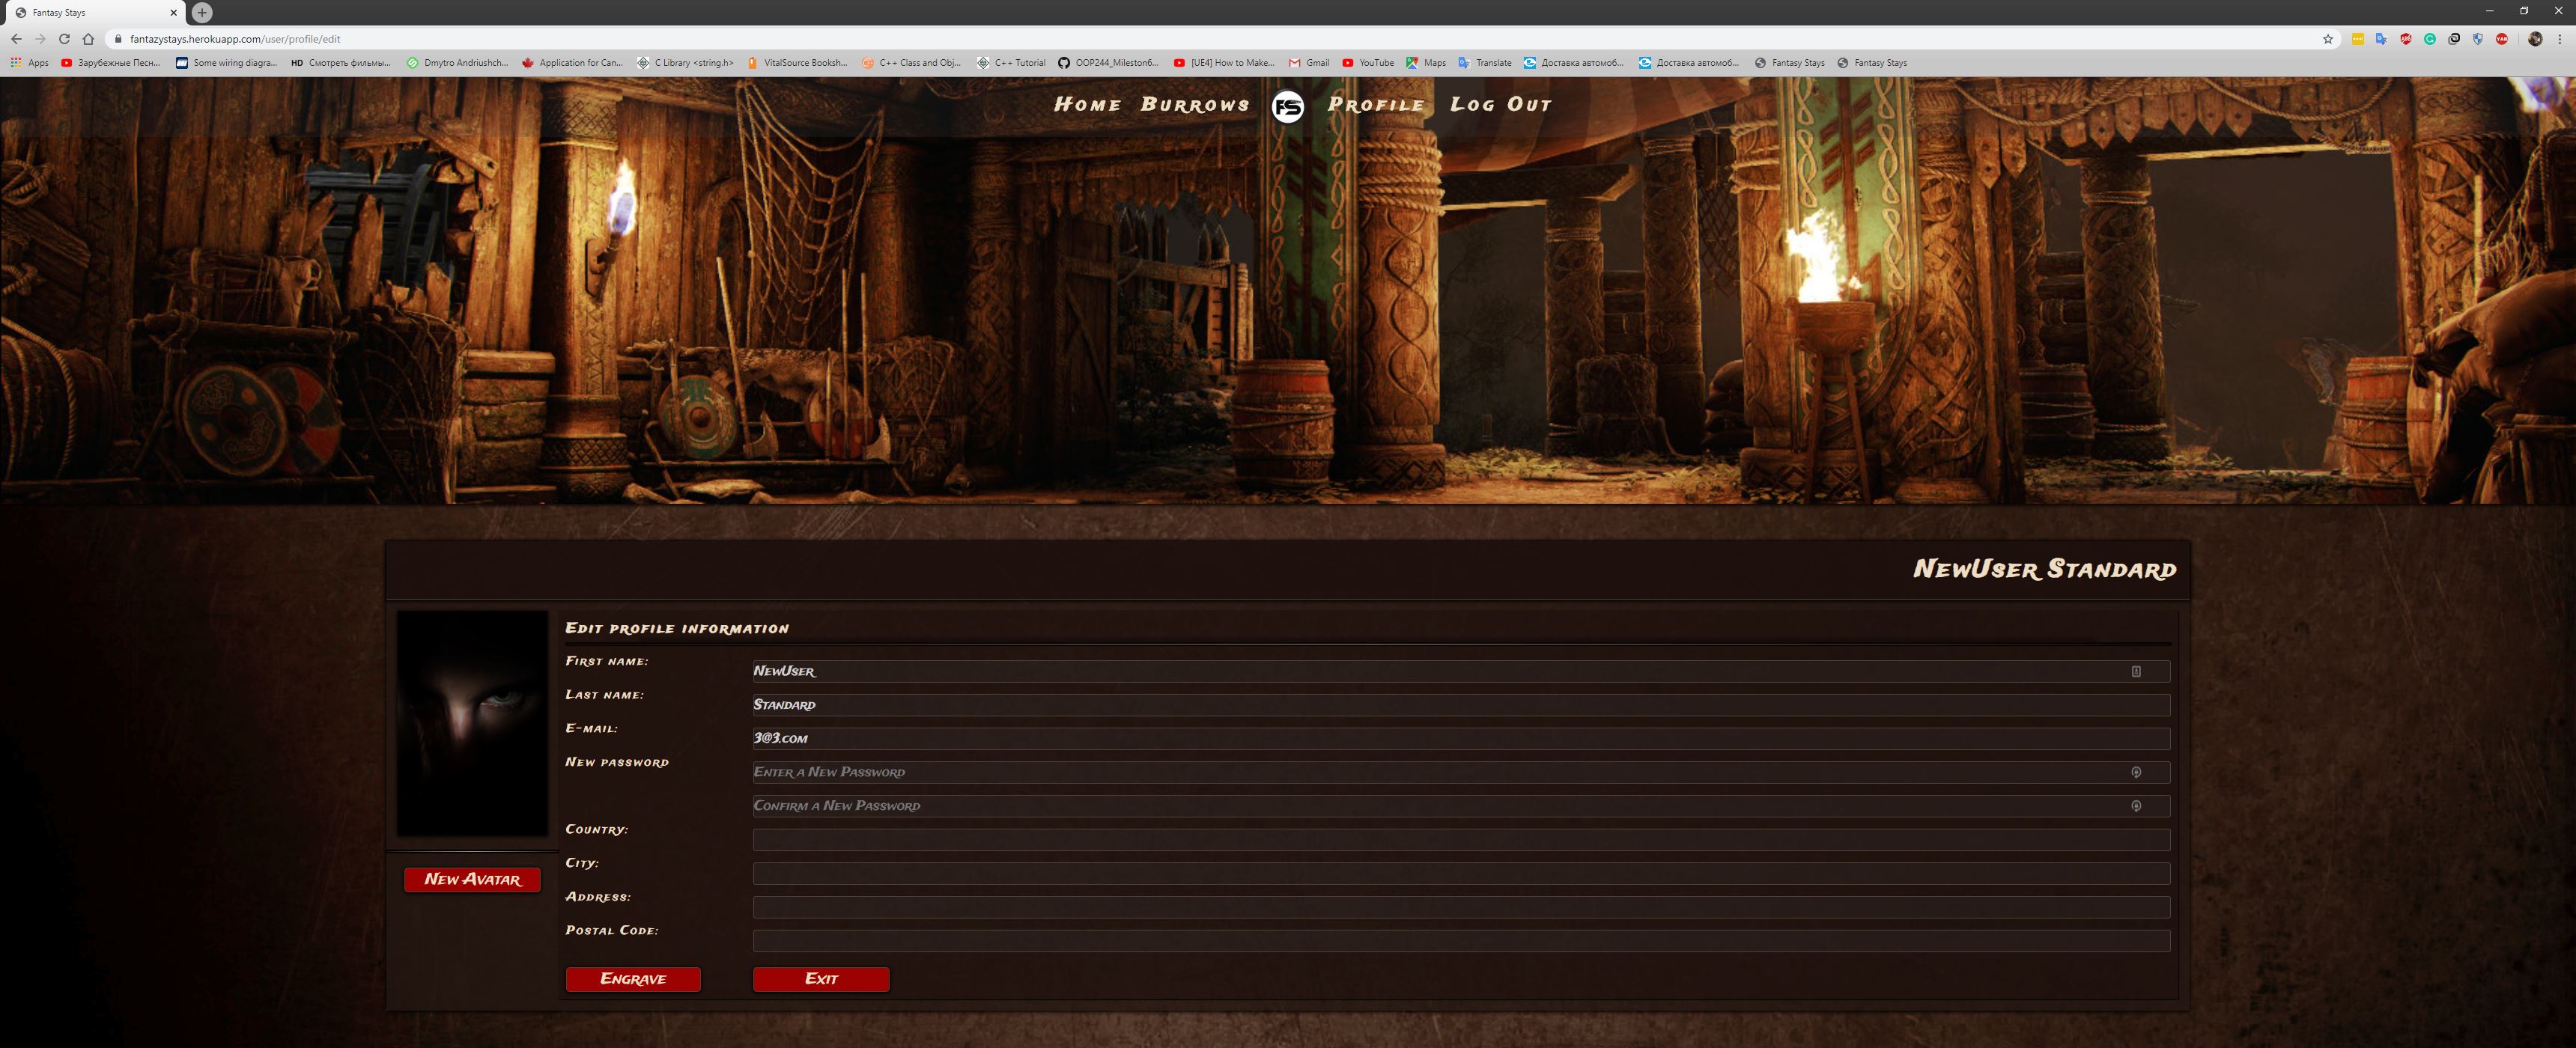 Fantasy Stays
fantazystays.herokuapp.com/user/profile/edit
Apps Зарубежные Песн... Some wiring diagra... HD Смотреть фильмы... Dmytro Andriushch... Application for Can... C Library <string.h> VitalSource Booksh... C++ Class and Obj... C++ Tutorial OOP244_Mileston6... [UE4] How to Make... Gmail YouTube Maps Translate Доставка автомоб... Доставка автомоб... Fantasy Stays Fantasy Stays
Home Burrows FS Profile Log Out
NewUser Standard
Edit profile information
First name: NewUser
Last name: Standard
E-mail: 3@3.com
New password Enter a New Password
Confirm a New Password
Country:
City:
Address:
New Avatar
Postal Code:
Engrave Exit